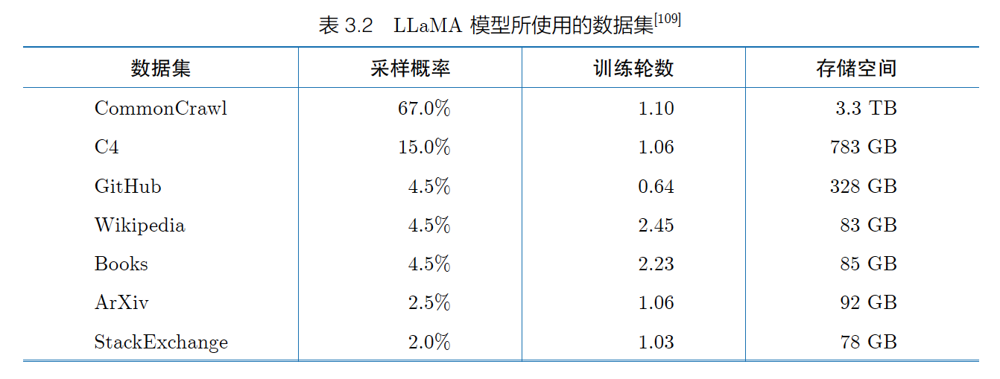 表 3.2 LLaMA 模型所使用的数据集[109]
数据集 采样概率 训练轮数 存储空间
CommonCrawl 67.0% 1.10 3.3 TB
C4 15.0% 1.06 783 GB
GitHub 4.5% 0.64 328 GB
Wikipedia 4.5% 2.45 83 GB
Books 4.5% 2.23 85 GB
ArXiv 2.5% 1.06 92 GB
StackExchange 2.0% 1.03 78 GB